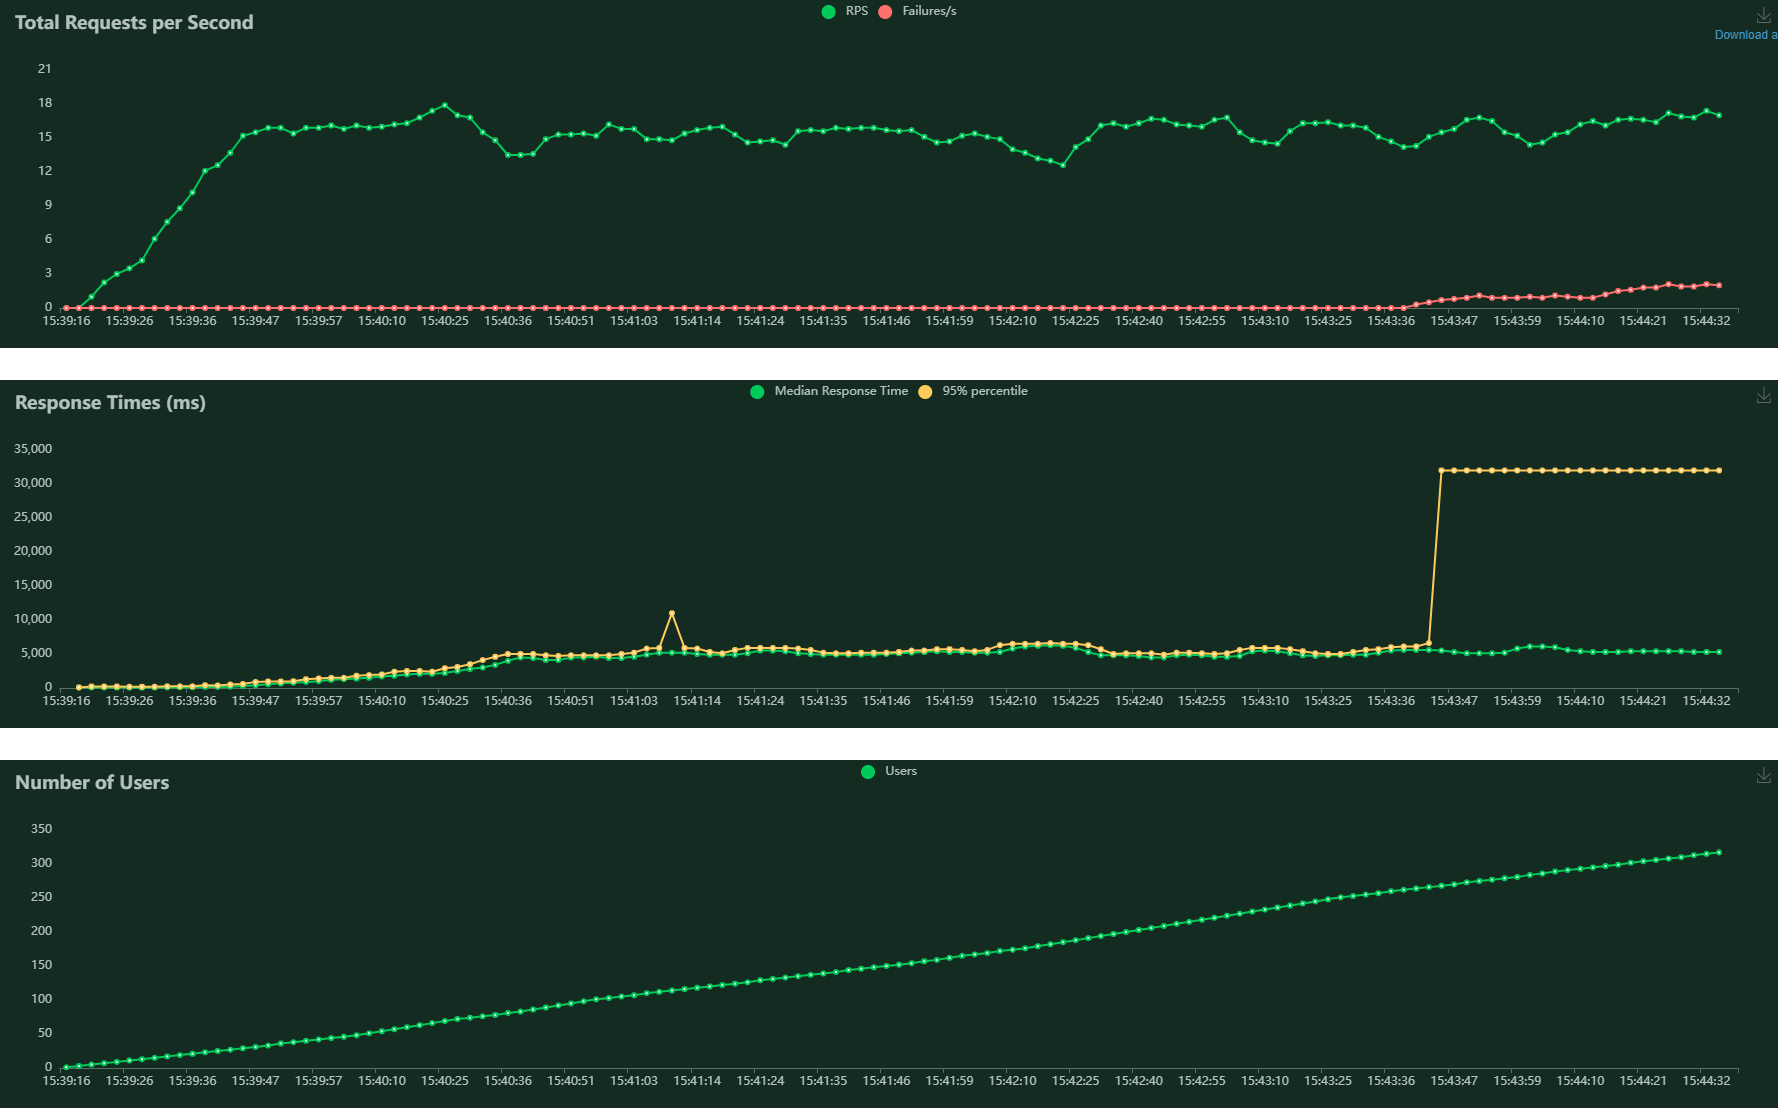 Total Requests per Second
RPS Failures/s
Download a
21
18
15
12
9
6
3
0
15:39:16 15:39:26 15:39:36 15:39:47 15:39:57 15:40:10 15:40:25 15:40:36 15:40:51 15:41:03 15:41:14 15:41:24 15:41:35 15:41:46 15:41:59 15:42:10 15:42:25 15:42:40 15:42:55 15:43:10 15:43:25 15:43:36 15:43:47 15:43:59 15:44:10 15:44:21 15:44:32
Response Times (ms)
Median Response Time 95% percentile
35,000
30,000
25,000
20,000
15,000
10,000
5,000
0
15:39:16 15:39:26 15:39:36 15:39:47 15:39:57 15:40:10 15:40:25 15:40:36 15:40:51 15:41:03 15:41:14 15:41:24 15:41:35 15:41:46 15:41:59 15:42:10 15:42:25 15:42:40 15:42:55 15:43:10 15:43:25 15:43:36 15:43:47 15:43:59 15:44:10 15:44:21 15:44:32
Number of Users
Users
350
300
250
200
150
100
50
0
15:39:16 15:39:26 15:39:36 15:39:47 15:39:57 15:40:10 15:40:25 15:40:36 15:40:51 15:41:03 15:41:14 15:41:24 15:41:35 15:41:46 15:41:59 15:42:10 15:42:25 15:42:40 15:42:55 15:43:10 15:43:25 15:43:36 15:43:47 15:43:59 15:44:10 15:44:21 15:44:32